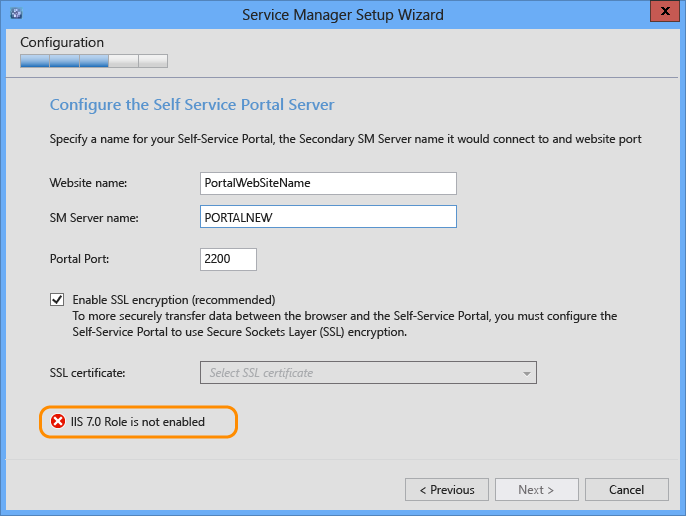 Service Manager Setup Wizard
x
Configuration
Configure the Self Service Portal Server
Specify a name for your Self-Service Portal, the Secondary SM Server name it would connect to and website port
Website name: PortalWebSiteName
SM Server name: PORTALNEW
Portal Port: 2200
Enable SSL encryption (recommended)
To more securely transfer data between the browser and the Self-Service Portal, you must configure the
Self-Service Portal to use Secure Sockets Layer (SSL) encryption.
SSL certificate: Select SSL certificate
IIS 7.0 Role is not enabled
< Previous Next > Cancel